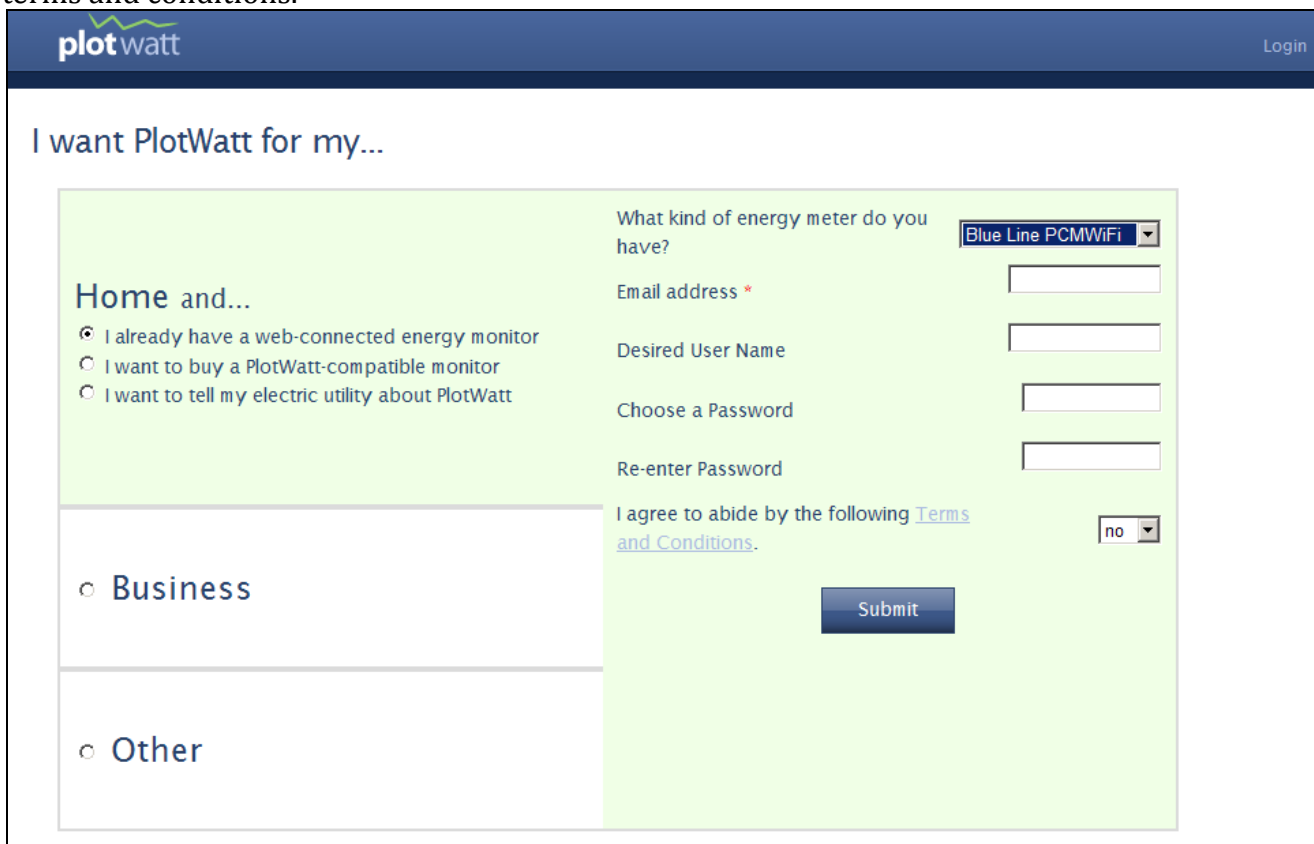 terms and conditions.
plotwatt
Login
I want PlotWatt for my...
Home and...
I already have a web-connected energy monitor
I want to buy a PlotWatt-compatible monitor
I want to tell my electric utility about PlotWatt
Business
Other
What kind of energy meter do you
have?
Blue Line PCMWiFi
Email address *
Desired User Name
Choose a Password
Re-enter Password
I agree to abide by the following Terms
and Conditions.
no
Submit